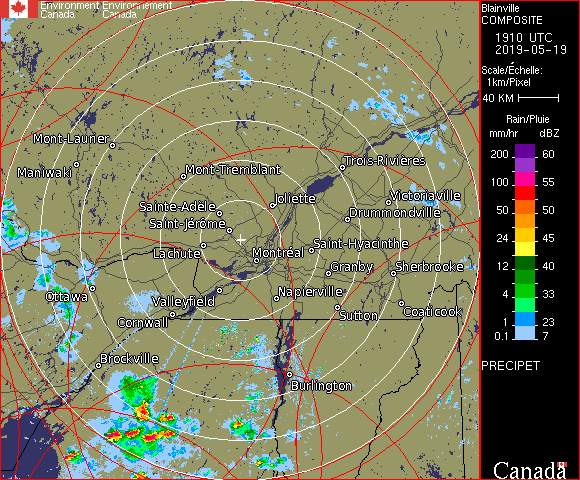 Environment Environnement
Canada Canada
Mont-Laurier
Maniwaki
Mont-Tremblant
Trois-Rivières
Sainte-Adèle
Joliette
Victoriaville
Saint-Jérôme
Drummondville
Lachute
Montréal
Saint-Hyacinthe
Granby
Sherbrooke
Ottawa
Valleyfield
Napierville
Cornwall
Sutton
Coaticook
Brockville
Burlington
Blainville
COMPOSITE
1910 UTC
2019-05-19
Scale/Échelle:
1km/Pixel
40 KM
Rain/Pluie
mm/hr dBZ
200 60
100 55
50 50
24 45
12 40
4 33
1 23
0.1 7
PRECIPET
Canada